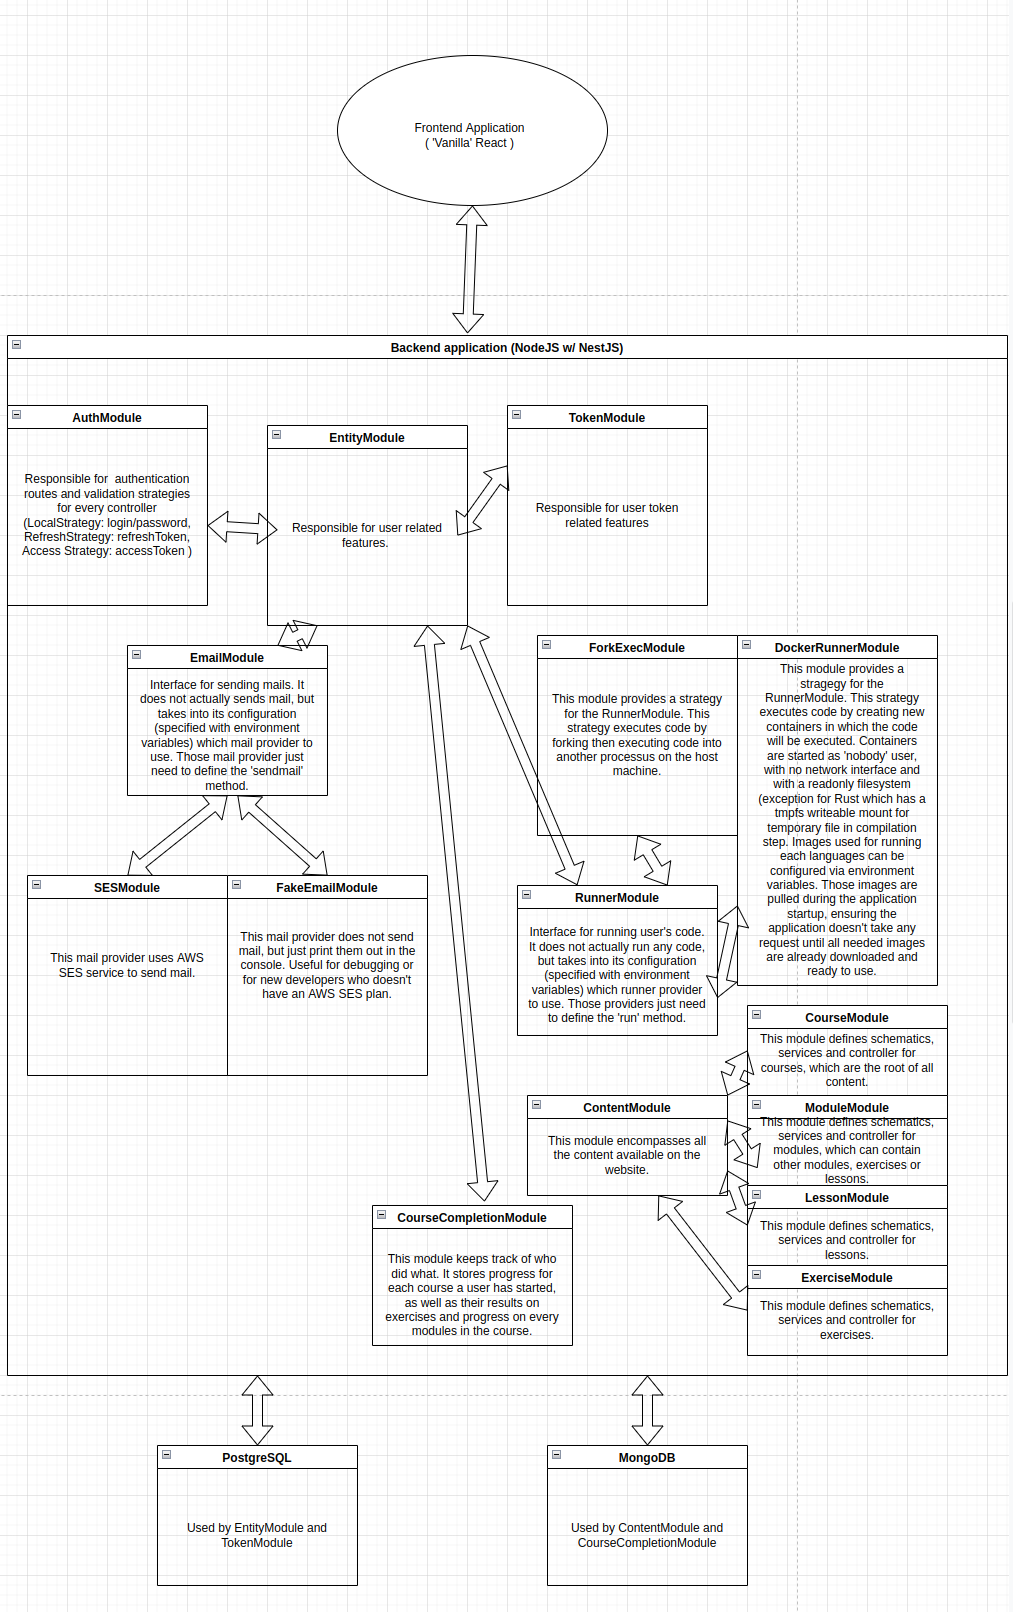 Frontend Application
( 'Vanilla' React )
Backend application (NodeJS w/ NestJS)
AuthModule
Responsible for  authentication
routes and validation strategies
for every controller
(LocalStrategy: login/password,
RefreshStrategy: refreshToken,
Access Strategy: accessToken )
EntityModule
Responsible for user related
features.
TokenModule
Responsible for user token
related features
EmailModule
Interface for sending mails. It
does not actually sends mail, but
takes into its configuration
(specified with environment
variables) which mail provider to
use. Those mail provider just
need to define the 'sendmail'
method.
ForkExecModule
This module provides a strategy
for the RunnerModule. This
strategy executes code by
forking then executing code into
another processus on the host
machine.
DockerRunnerModule
This module provides a
stragegy for the
RunnerModule. This strategy
executes code by creating new
containers in which the code
will be executed. Containers
are started as 'nobody' user,
with no network interface and
with a readonly filesystem
(exception for Rust which has a
tmpfs writeable mount for
temporary file in compilation
step. Images used for running
each languages can be
configured via environment
variables. Those images are
pulled during the application
startup, ensuring the
application doesn't take any
request until all needed images
are already downloaded and
ready to use.
SESModule
This mail provider uses AWS
SES service to send mail.
FakeEmailModule
This mail provider does not send
mail, but just print them out in the
console. Useful for debugging or
for new developers who doesn't
have an AWS SES plan.
RunnerModule
Interface for running user's code.
It does not actually run any code,
but takes into its configuration
(specified with environment
variables) which runner provider
to use. Those providers just need
to define the 'run' method.
CourseModule
This module defines schematics,
services and controller for
courses, which are the root of all
content.
ContentModule
This module encompasses all
the content available on the
website.
ModuleModule
This module defines schematics,
services and controller for
modules, which can contain
other modules, exercises or
lessons.
LessonModule
This module defines schematics,
services and controller for
lessons.
CourseCompletionModule
This module keeps track of who
did what. It stores progress for
each course a user has started,
as well as their results on
exercises and progress on every
modules in the course.
ExerciseModule
This module defines schematics,
services and controller for
exercises.
PostgreSQL
Used by EntityModule and
TokenModule
MongoDB
Used by ContentModule and
CourseCompletionModule